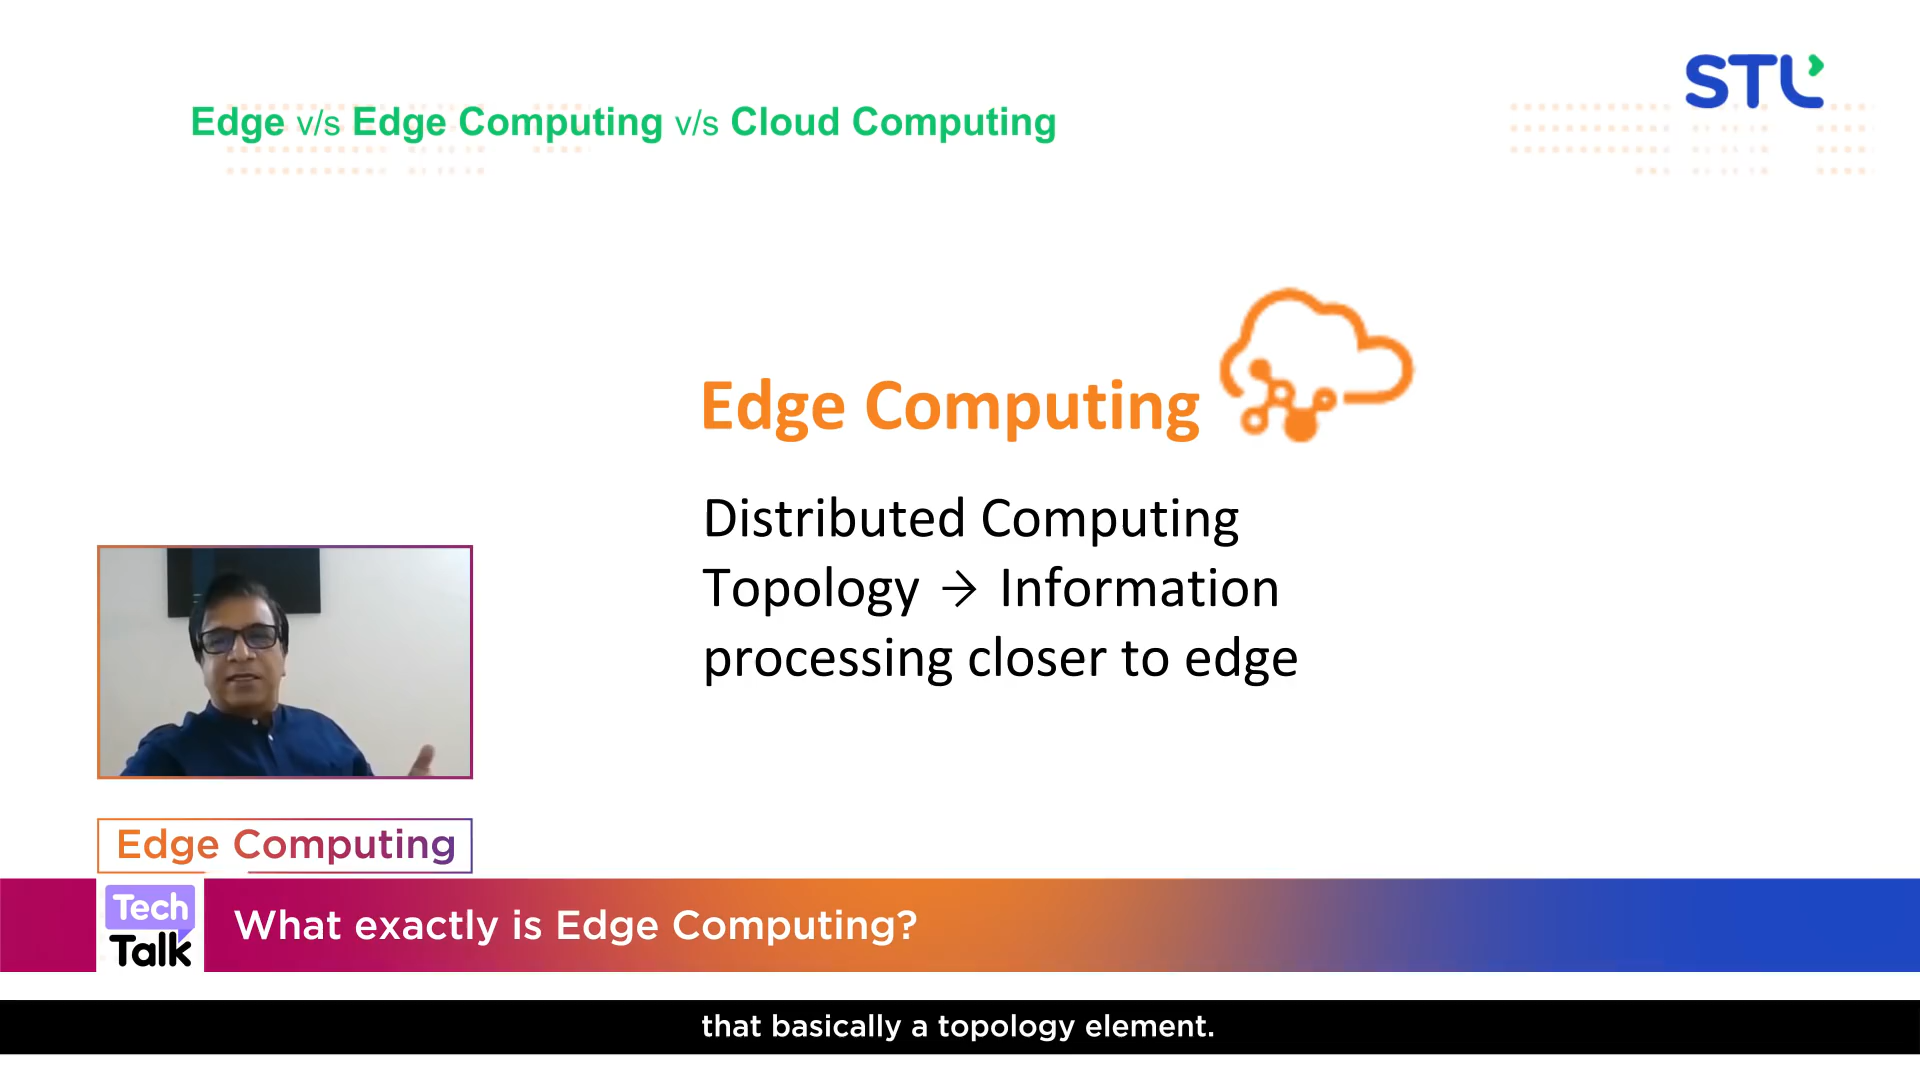 STL
Edge v/s Edge Computing v/s Cloud Computing
Edge Computing
Distributed Computing
Topology → Information
processing closer to edge
Edge Computing
Tech
Talk
What exactly is Edge Computing?
that basically a topology element.